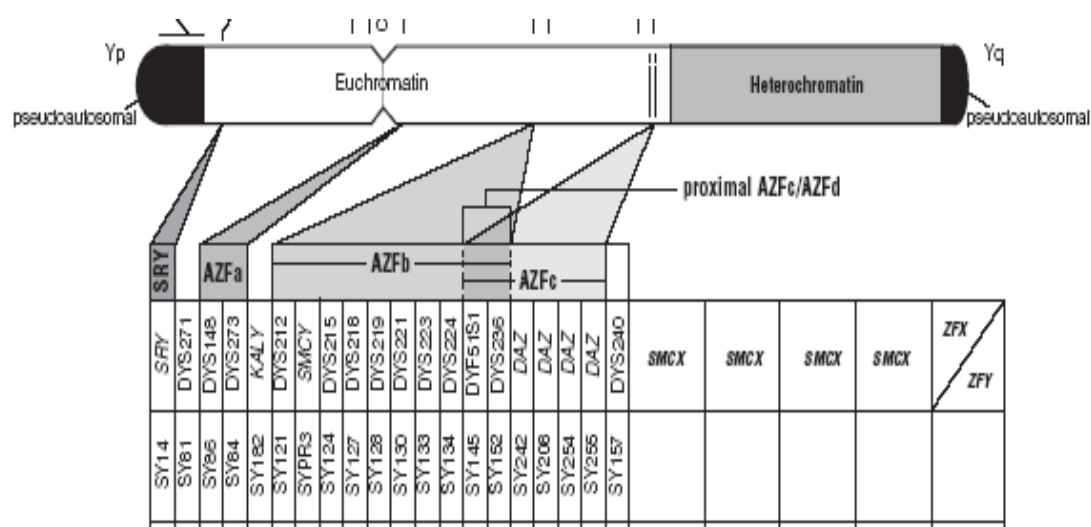 Yp
Yq
Euchromatin
Heterochromatin
pseudoautosomal
pseudoautosomal
proximal AZFc/AZFd
SRY
AZFa
AZFb
AZFc
SRY DYS271 DYS148 DYS273 KALY DYS212 SMCY DYS215 DYS218 DYS219 DYS221 DYS223 DYS224 DYF51S1 DYS236 DAZ DAZ DAZ DAZ DYS240 SMCX SMCX SMCX SMCX ZFX ZFY
SY14 SY81 SY86 SY84 SY182 SY121 SYPR3 SY124 SY127 SY128 SY130 SY133 SY134 SY145 SY152 SY242 SY208 SY254 SY255 SY157